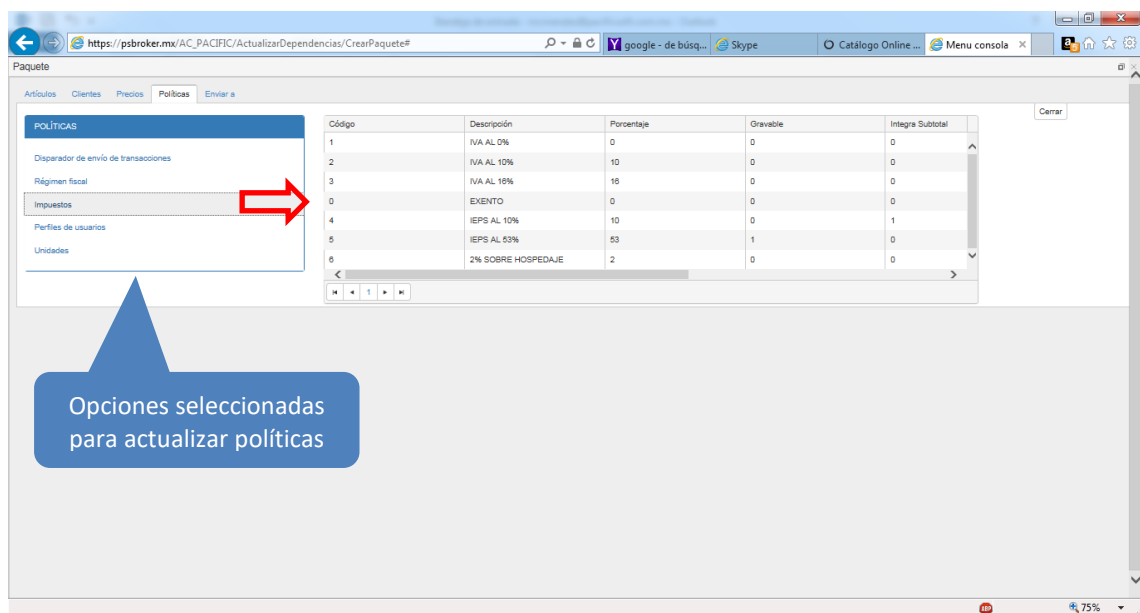 https://psbroker.mx/AC_PACIFIC/ActualizarDependencias/CrearPaquete#
google - de búsq...
Skype
Catálogo Online ...
Menu consola
Paquete
Artículos Clientes Precios Políticas Enviar a
Cerrar
POLÍTICAS
Disparador de envío de transacciones
Régimen fiscal
Impuestos
Perfiles de usuarios
Unidades
Código Descripción Porcentaje Gravable Integra Subtotal
1 IVA AL 0% 0 0 0
2 IVA AL 10% 10 0 0
3 IVA AL 16% 16 0 0
0 EXENTO 0 0 0
4 IEPS AL 10% 10 0 1
5 IEPS AL 53% 53 1 0
6 2% SOBRE HOSPEDAJE 2 0 0
1
Opciones seleccionadas
para actualizar políticas
75%